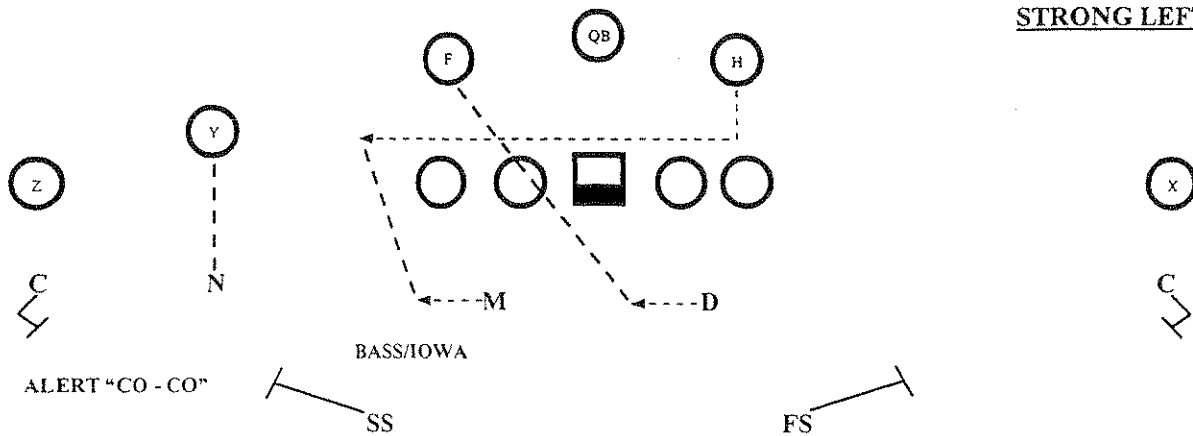 STRONG LEF
QB
F
H
Y
Z
X
C
N
C
M
D
BASS/IOWA
ALERT "CO - CO"
SS
FS